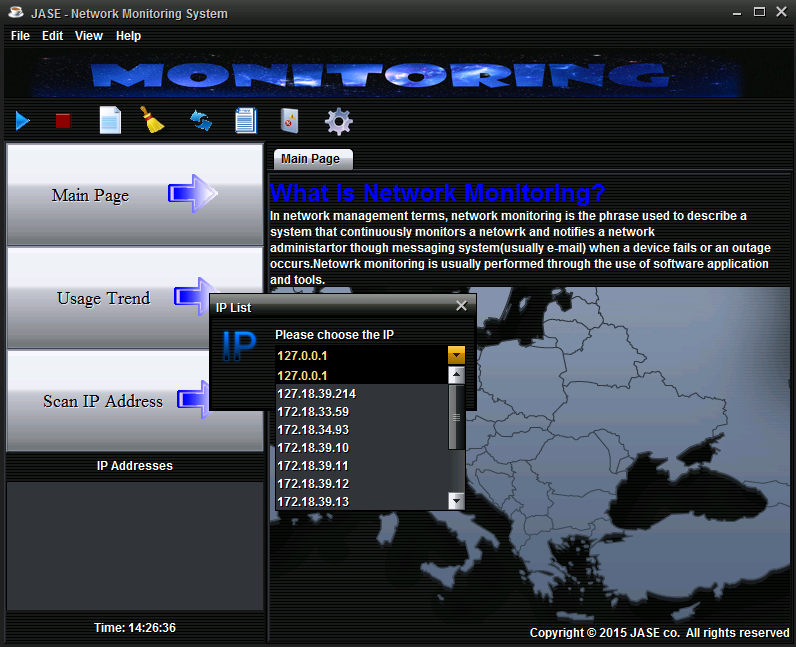 JASE - Network Monitoring System
File Edit View Help
MONITORING
Main Page
Usage Trend
Scan IP Address
IP Addresses
Time: 14:26:36
Main Page
What Is Network Monitoring?
In network management terms, network monitoring is the phrase used to describe a
system that continuously monitors a netowrk and notifies a network
administartor though messaging system(usually e-mail) when a device fails or an outage
occurs.Netowrk monitoring is usually performed through the use of software application
and tools.
IP List
IP
Please choose the IP
127.0.0.1
127.0.0.1
127.18.39.214
172.18.33.59
172.18.34.93
172.18.39.10
172.18.39.11
172.18.39.12
172.18.39.13
Copyright © 2015 JASE co. All rights reserved